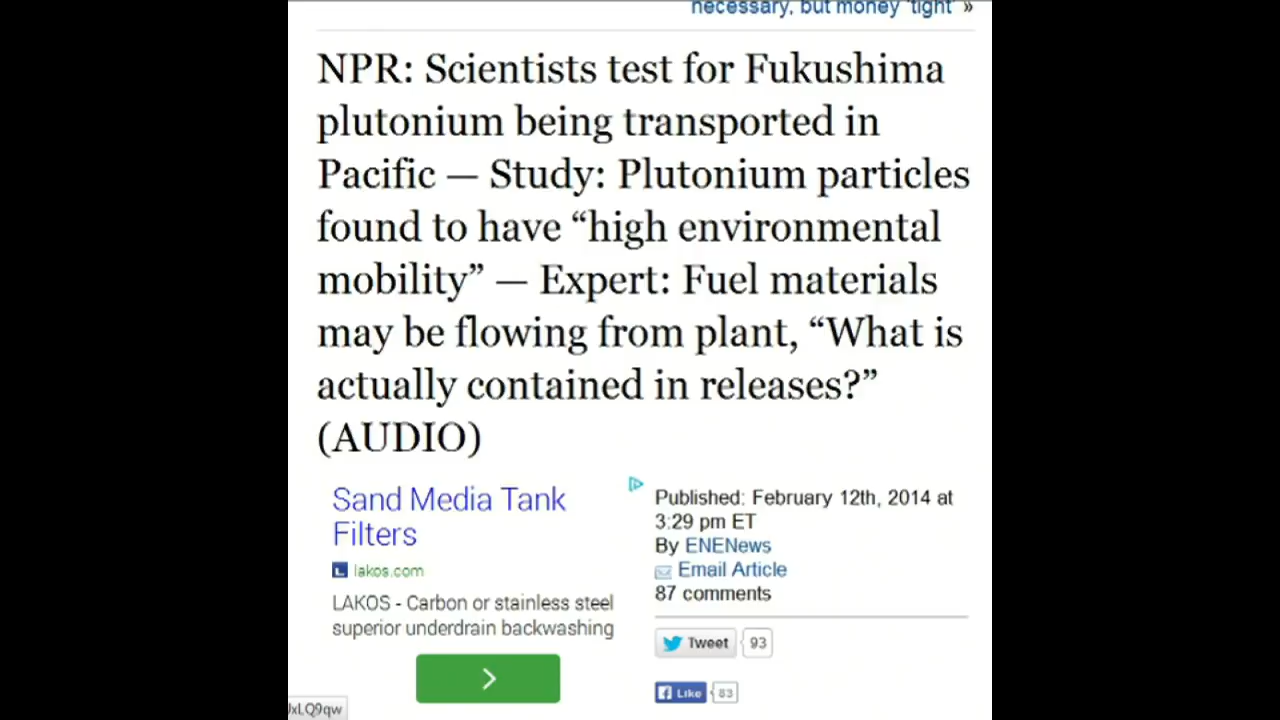 necessary, but money 'tight' »
NPR: Scientists test for Fukushima
plutonium being transported in
Pacific — Study: Plutonium particles
found to have “high environmental
mobility” — Expert: Fuel materials
may be flowing from plant, “What is
actually contained in releases?”
(AUDIO)
Sand Media Tank
Filters
lakos.com
LAKOS - Carbon or stainless steel
superior underdrain backwashing
Published: February 12th, 2014 at
3:29 pm ET
By ENENews
Email Article
87 comments
Tweet 93
Like 83
JxLQ9qw